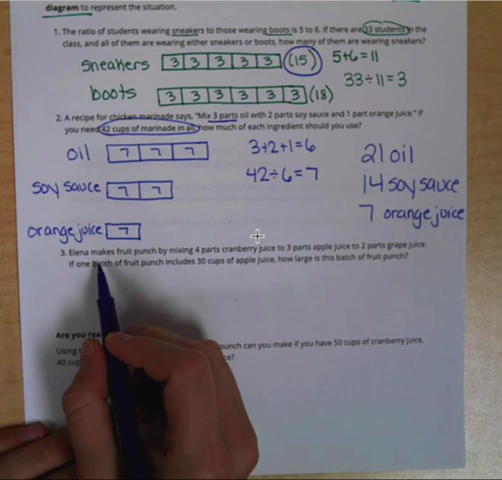 diagram to represent the situation.
1. The ratio of students wearing sneakers to those wearing boots is 5 to 6. If there are 33 students in the
class, and all of them are wearing either sneakers or boots, how many of them are wearing sneakers?
sneakers 3 3 3 3 3 (15) 5+6=11
33÷11=3
boots 3 3 3 3 3 3 (18)
2. A recipe for chicken marinade says, "Mix 3 parts oil with 2 parts soy sauce and 1 part orange juice." If
you need 42 cups of marinade in all, how much of each ingredient should you use?
oil 7 7 7 3+2+1=6 21 oil
42÷6=7
soy sauce 7 7 14 soy sauce
7 orange juice
orange juice 7
3. Elena makes fruit punch by mixing 4 parts cranberry juice to 3 parts apple juice to 2 parts grape juice.
If one batch of fruit punch includes 30 cups of apple juice, how large is this batch of fruit punch?
Are you
Using punch can you make if you have 50 cups of cranberry juice,
40